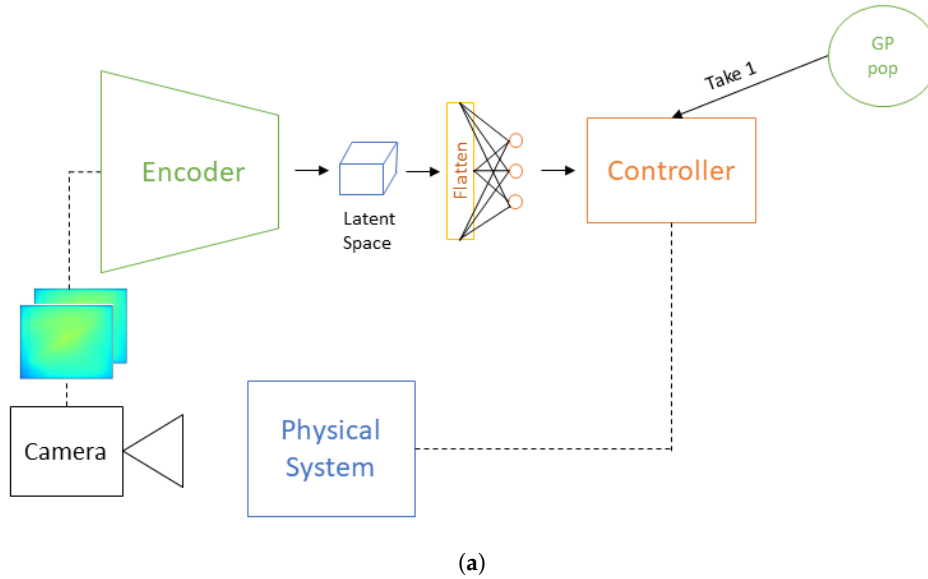 GP
pop
Take 1
Encoder
Flatten
Controller
Latent
Space
Camera
Physical
System
(a)